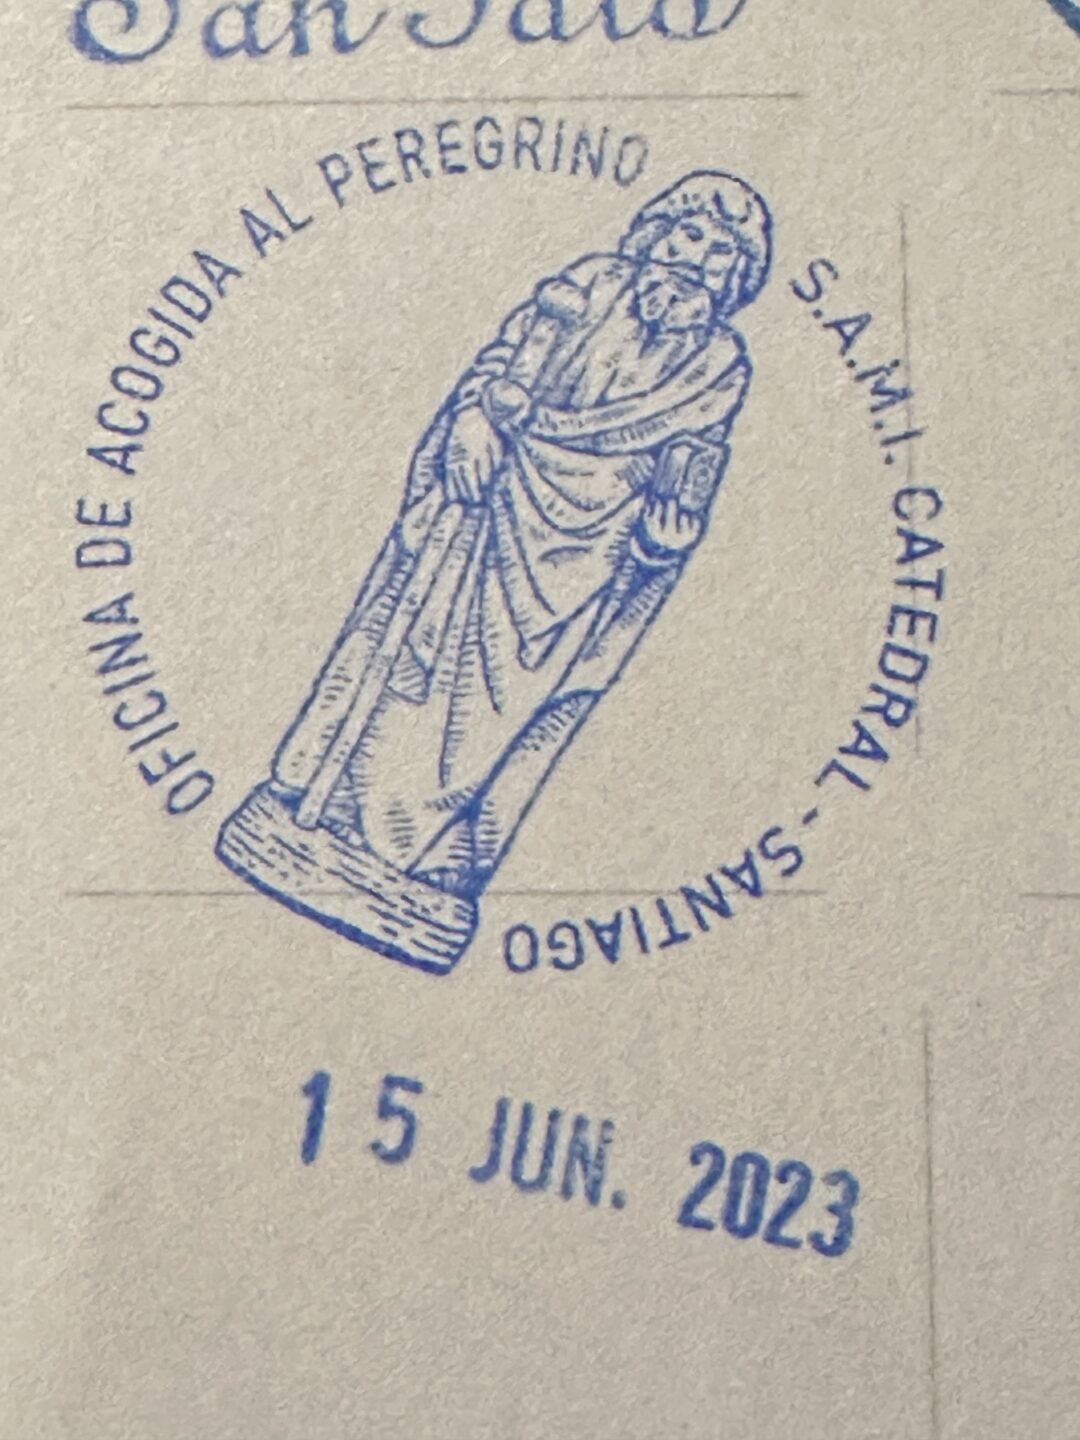 OFICINA DE ACOGIDA AL PEREGRINO
S.A.M.I. CATEDRAL - SANTIAGO
15 JUN. 2023